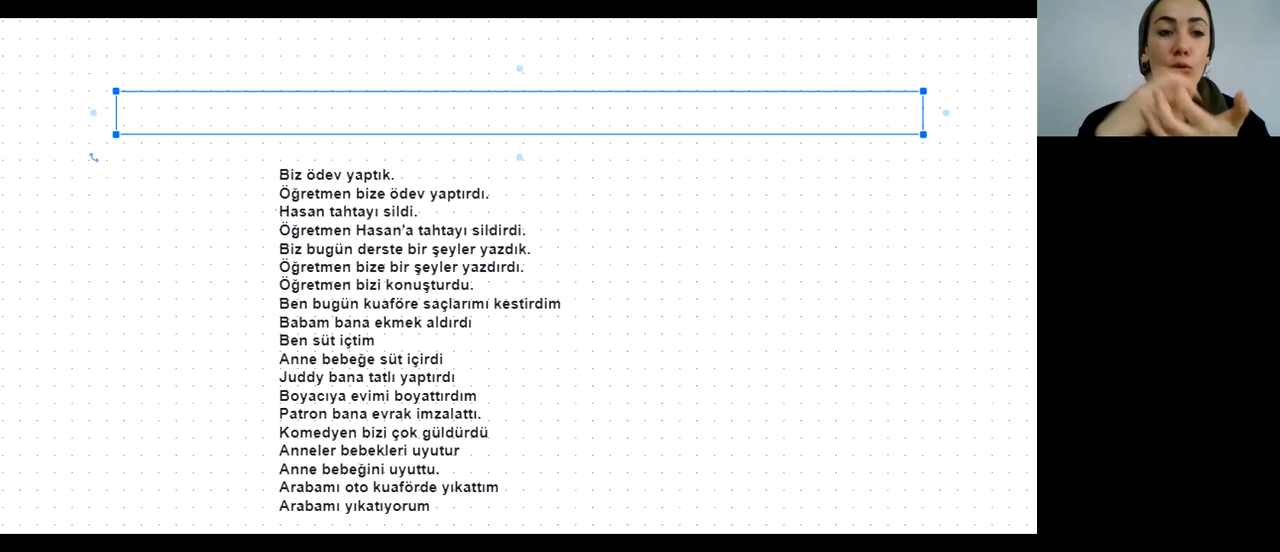 Biz ödev yaptık.
Öğretmen bize ödev yaptırdı.
Hasan tahtayı sildi.
Öğretmen Hasan'a tahtayı sildirdi.
Biz bugün derste bir şeyler yazdık.
Öğretmen bize bir şeyler yazdırdı.
Öğretmen bizi konuşturdu.
Ben bugün kuaföre saçlarımı kestirdim
Babam bana ekmek aldırdı
Ben süt içtim
Anne bebeğe süt içirdi
Juddy bana tatlı yaptırdı
Boyacıya evimi boyattırdım
Patron bana evrak imzalattı.
Komedyen bizi çok güldürdü
Anneler bebekleri uyutur
Anne bebeğini uyuttu.
Arabamı oto kuaförde yıkattım
Arabamı yıkatıyorum